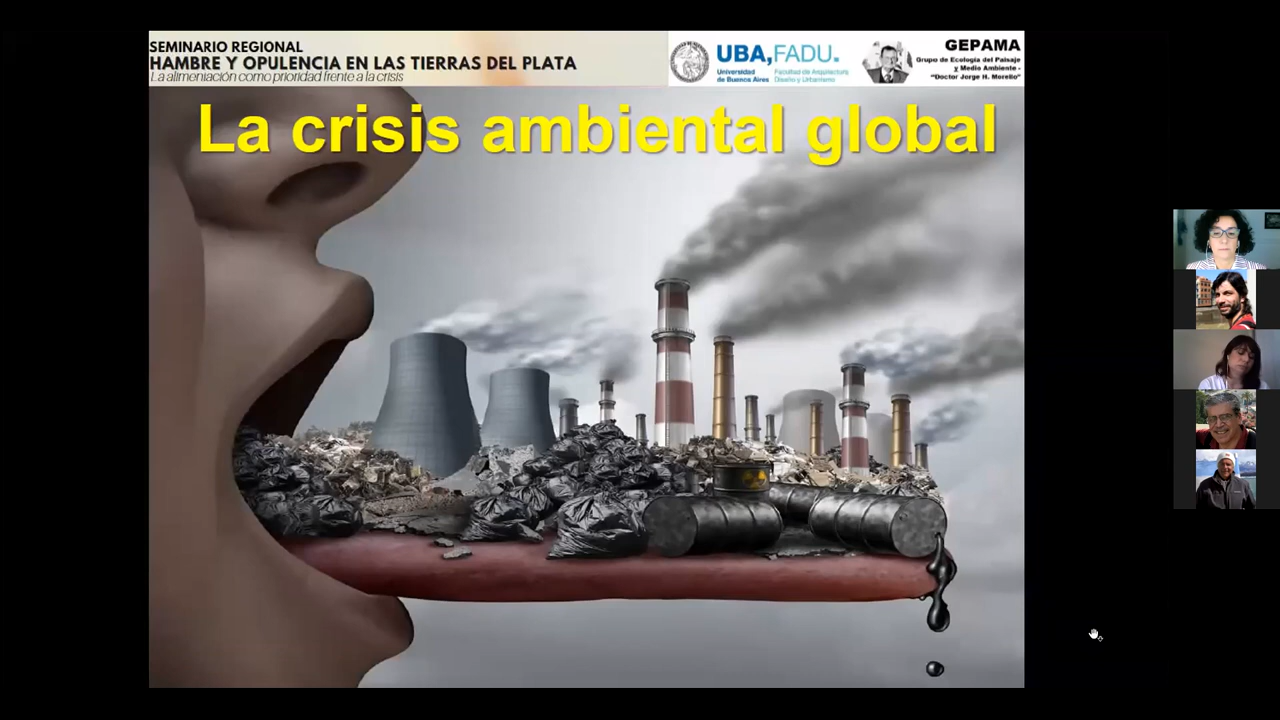 SEMINARIO REGIONAL
HAMBRE Y OPULENCIA EN LAS TIERRAS DEL PLATA
La alimentación como prioridad frente a la crisis
UBA, FADU.
Universidad
de Buenos Aires
Facultad de Arquitectura
Diseño y Urbanismo
GEPAMA
Grupo de Ecología del Paisaje
y Medio Ambiente -
"Doctor Jorge H. Morello"
La crisis ambiental global